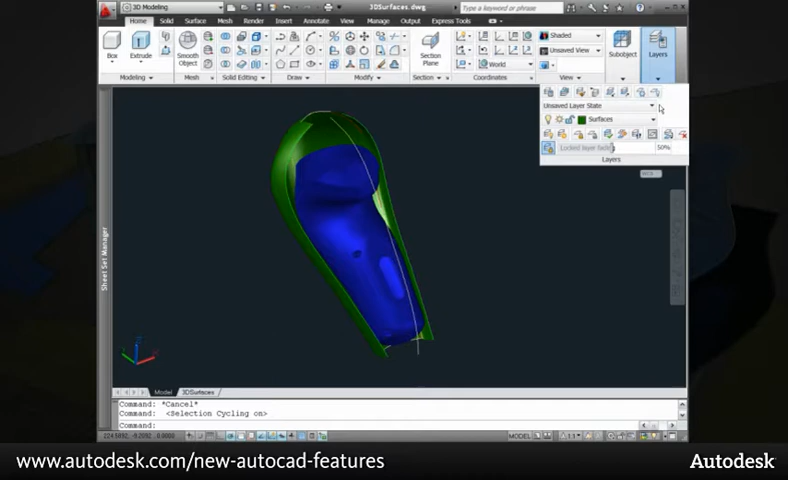 3D Modeling
3DSurfaces.dwg
Type a keyword or phrase
Home Solid Surface Mesh Render Insert Annotate View Manage Output Express Tools
Box
Extrude
Smooth
Object
Section
Plane
World
Shaded
Unsaved View
Subobject
Layers
Modeling Mesh Solid Editing Draw Modify Section Coordinates View
Unsaved Layer State
Surfaces
Locked layer fading
50%
Layers
WCS
Sheet Set Manager
Model 3DSurfaces
Command: *Cancel*
Command: <Selection Cycling on>
Command:
MODEL
www.autodesk.com/new-autocad-features
Autodesk